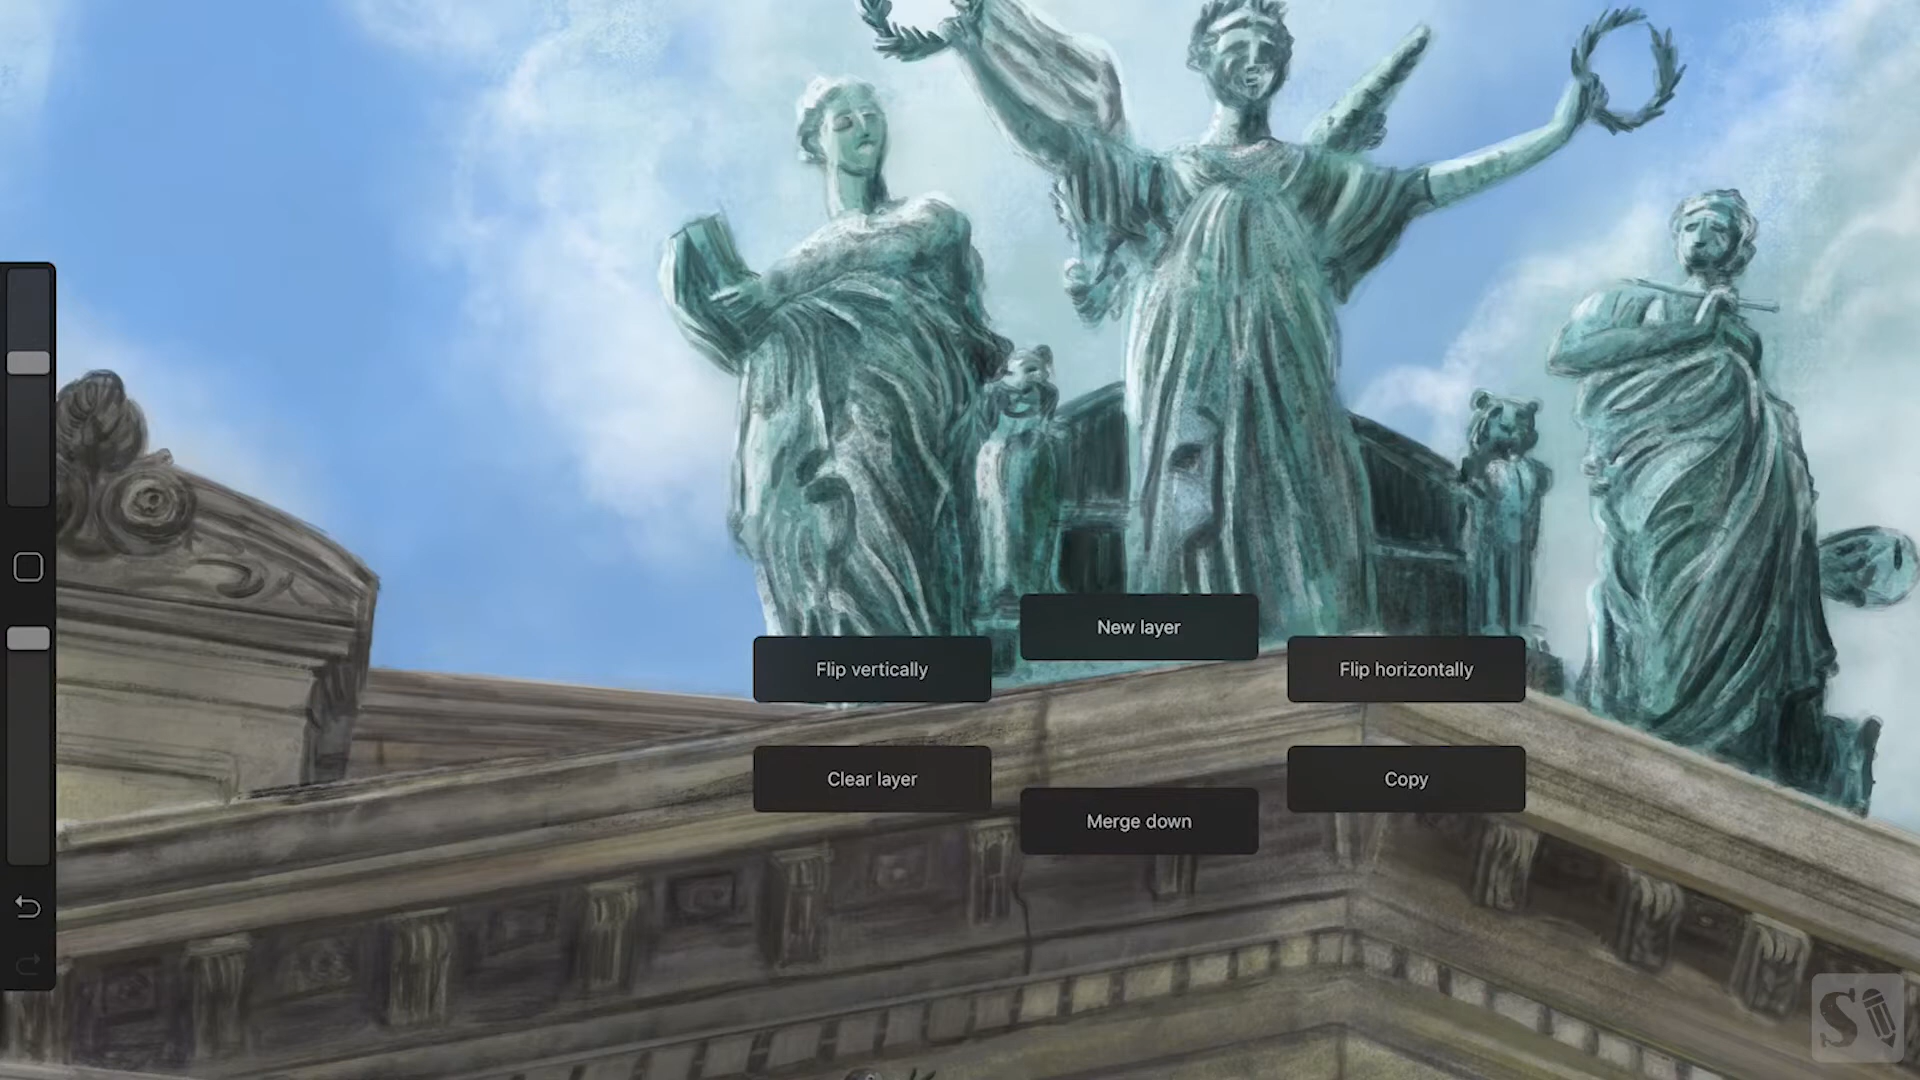 New layer
Flip vertically
Flip horizontally
Clear layer
Copy
Merge down
S